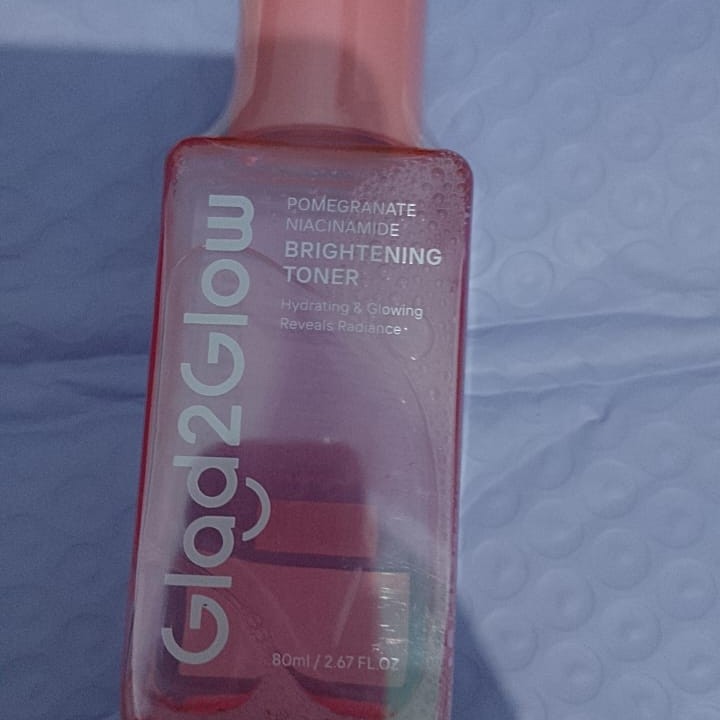 Glad2Glow
POMEGRANATE
NIACINAMIDE
BRIGHTENING
TONER
Hydrating & Glowing
Reveals Radiance
80ml / 2.67 FL.OZ